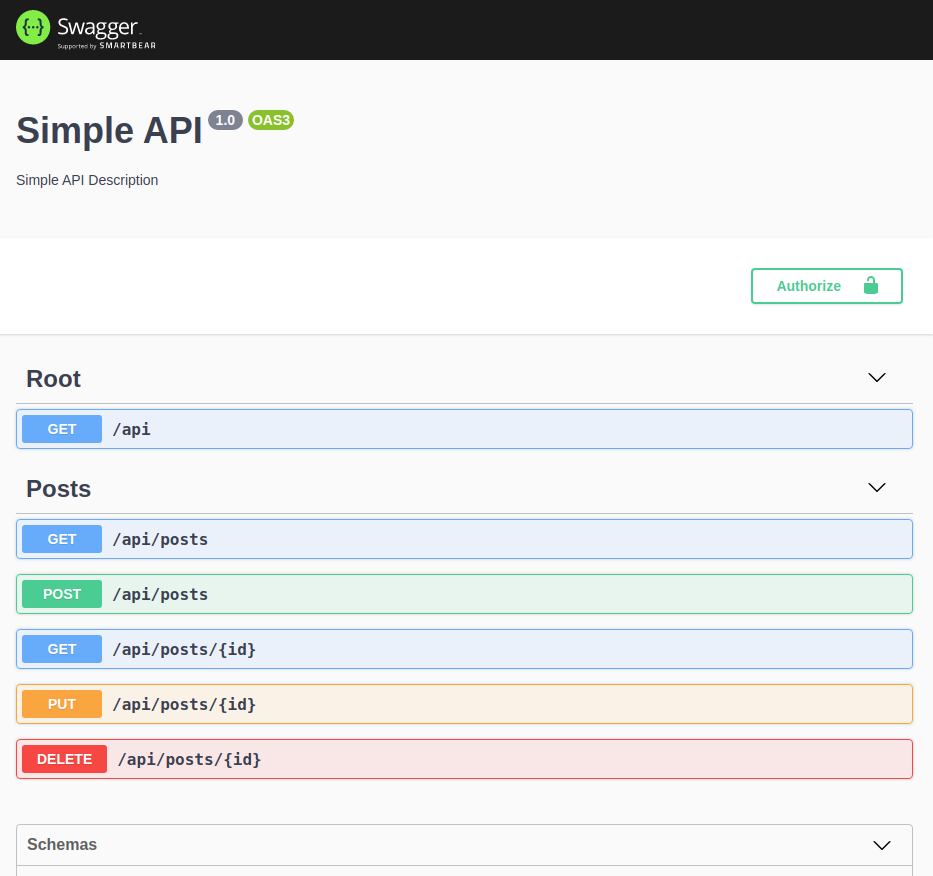 {···} Swagger
Supported by SMARTBEAR
Simple API 1.0 OAS3
Simple API Description
Authorize
Root
GET /api
Posts
GET /api/posts
POST /api/posts
GET /api/posts/{id}
PUT /api/posts/{id}
DELETE /api/posts/{id}
Schemas